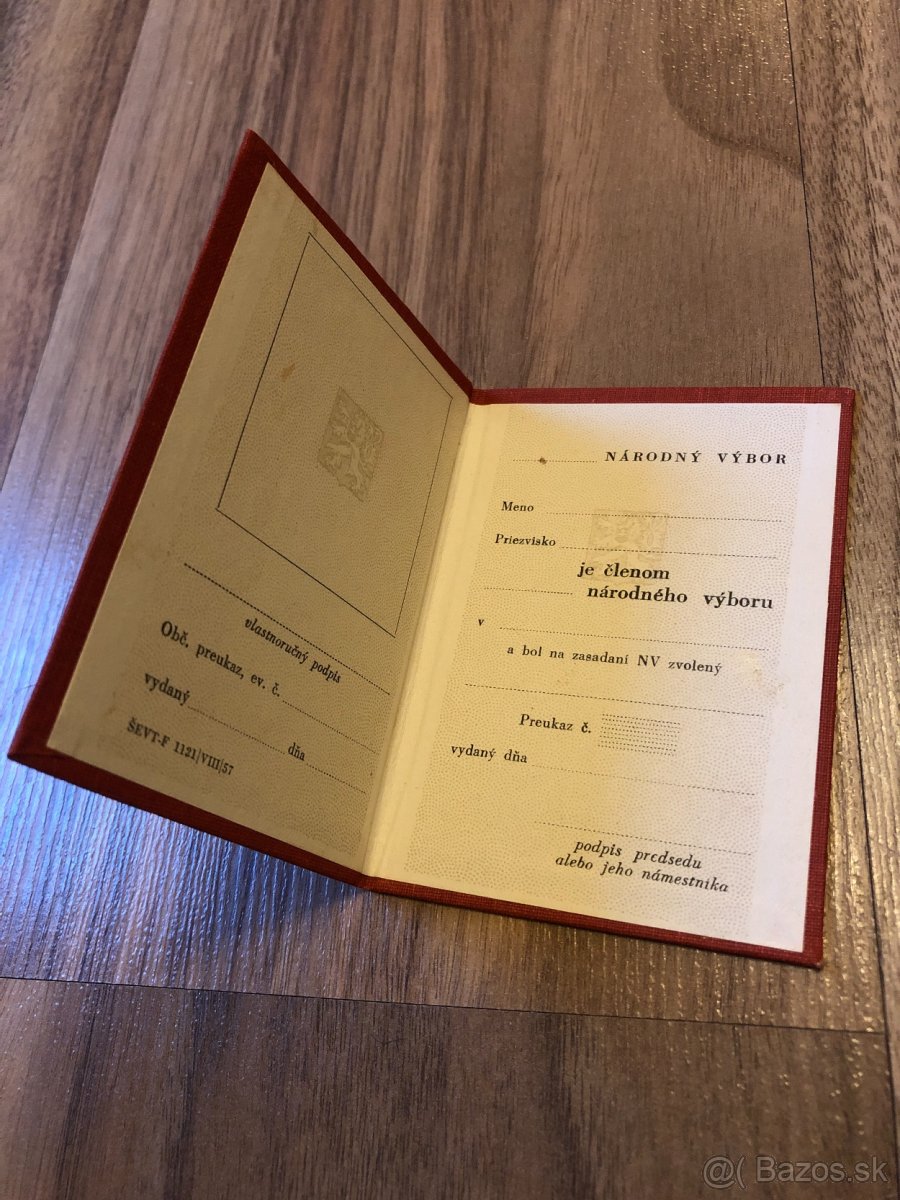 vlastnoručný podpis
Obč. preukaz, ev. č.
vydaný dňa
ŠEVT-F 1121/VIII/57
NÁRODNÝ VÝBOR
Meno
Priezvisko
je členom
národného výboru
v
a bol na zasadaní NV zvolený
Preukaz č.
vydaný dňa
podpis predsedu
alebo jeho námestníka
@( Bazos.sk